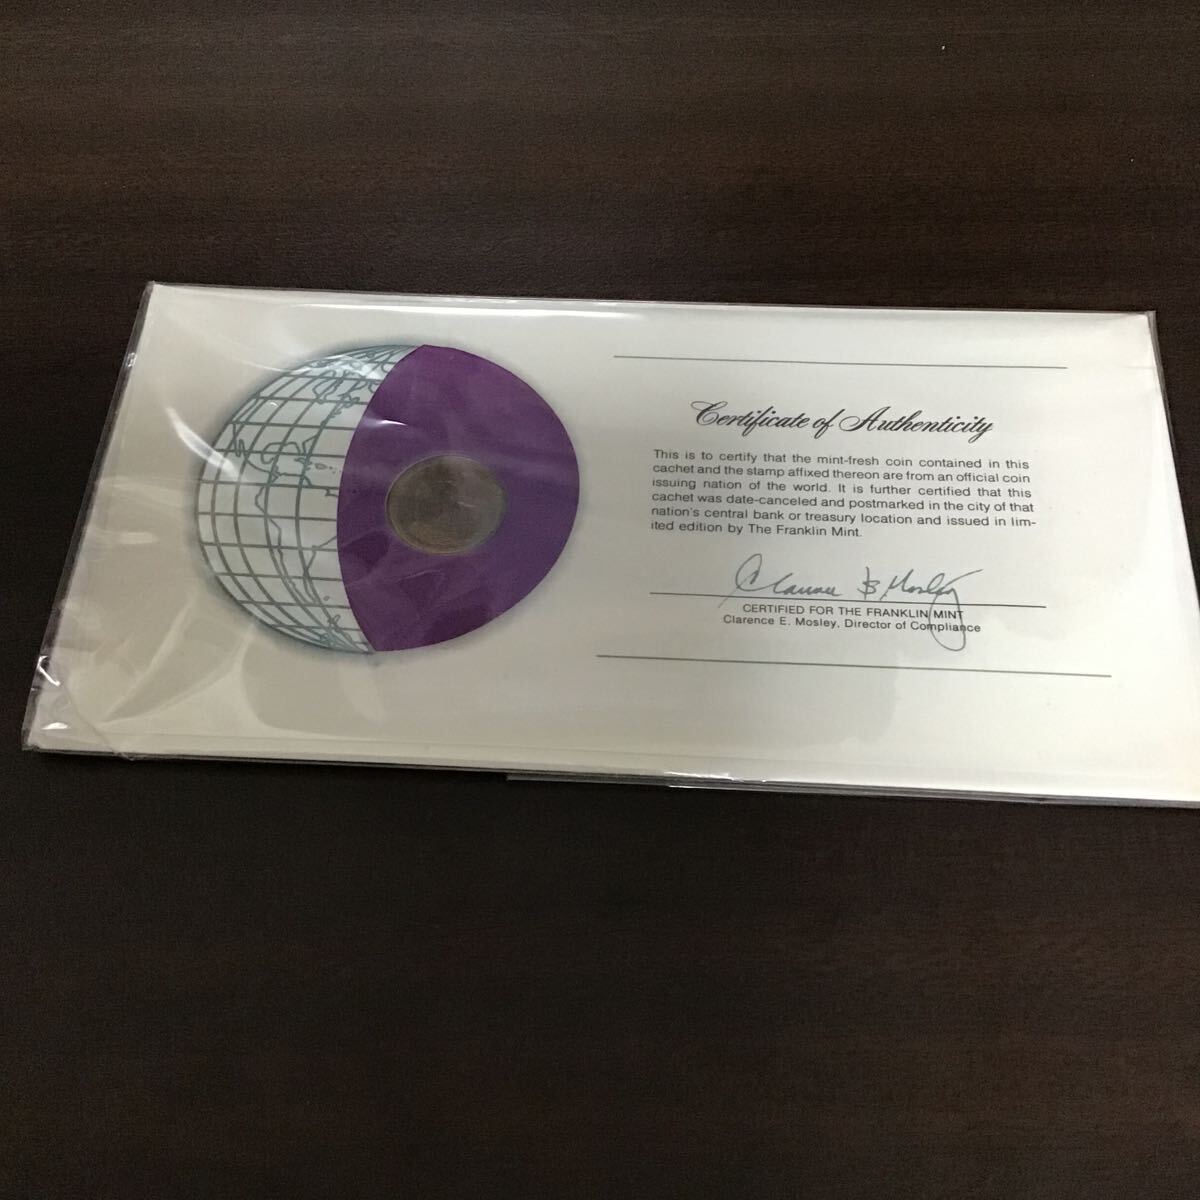 Certificate of Authenticity
This is to certify that the mint-fresh coin contained in this
cachet and the stamp affixed thereon are from an official coin
issuing nation of the world. It is further certified that this
cachet was date-canceled and postmarked in the city of that
nation's central bank or treasury location and issued in lim-
ited edition by The Franklin Mint.
Clarence E Mosley
CERTIFIED FOR THE FRANKLIN MINT
Clarence E. Mosley, Director of Compliance